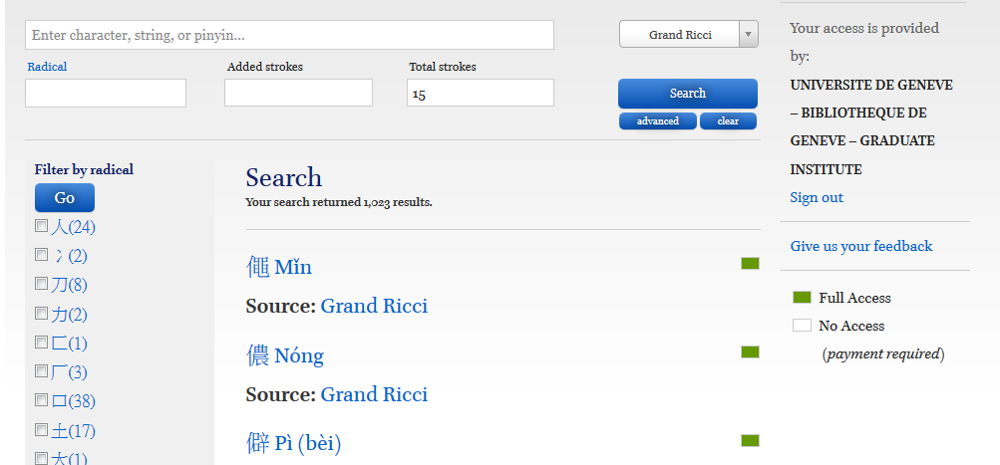 Enter character, string, or pinyin...
Grand Ricci
Radical
Added strokes
Total strokes
15
Search
advanced
clear
Filter by radical
Go
人(24)
冫(2)
刀(8)
力(2)
匚(1)
厂(3)
口(38)
土(17)
大(1)
Search
Your search returned 1,023 results.
僶 Mǐn
Source: Grand Ricci
儂 Nóng
Source: Grand Ricci
僻 Pì (bèi)
Your access is provided
by:
UNIVERSITE DE GENEVE
– BIBLIOTHEQUE DE
GENEVE – GRADUATE
INSTITUTE
Sign out
Give us your feedback
Full Access
No Access
(payment required)